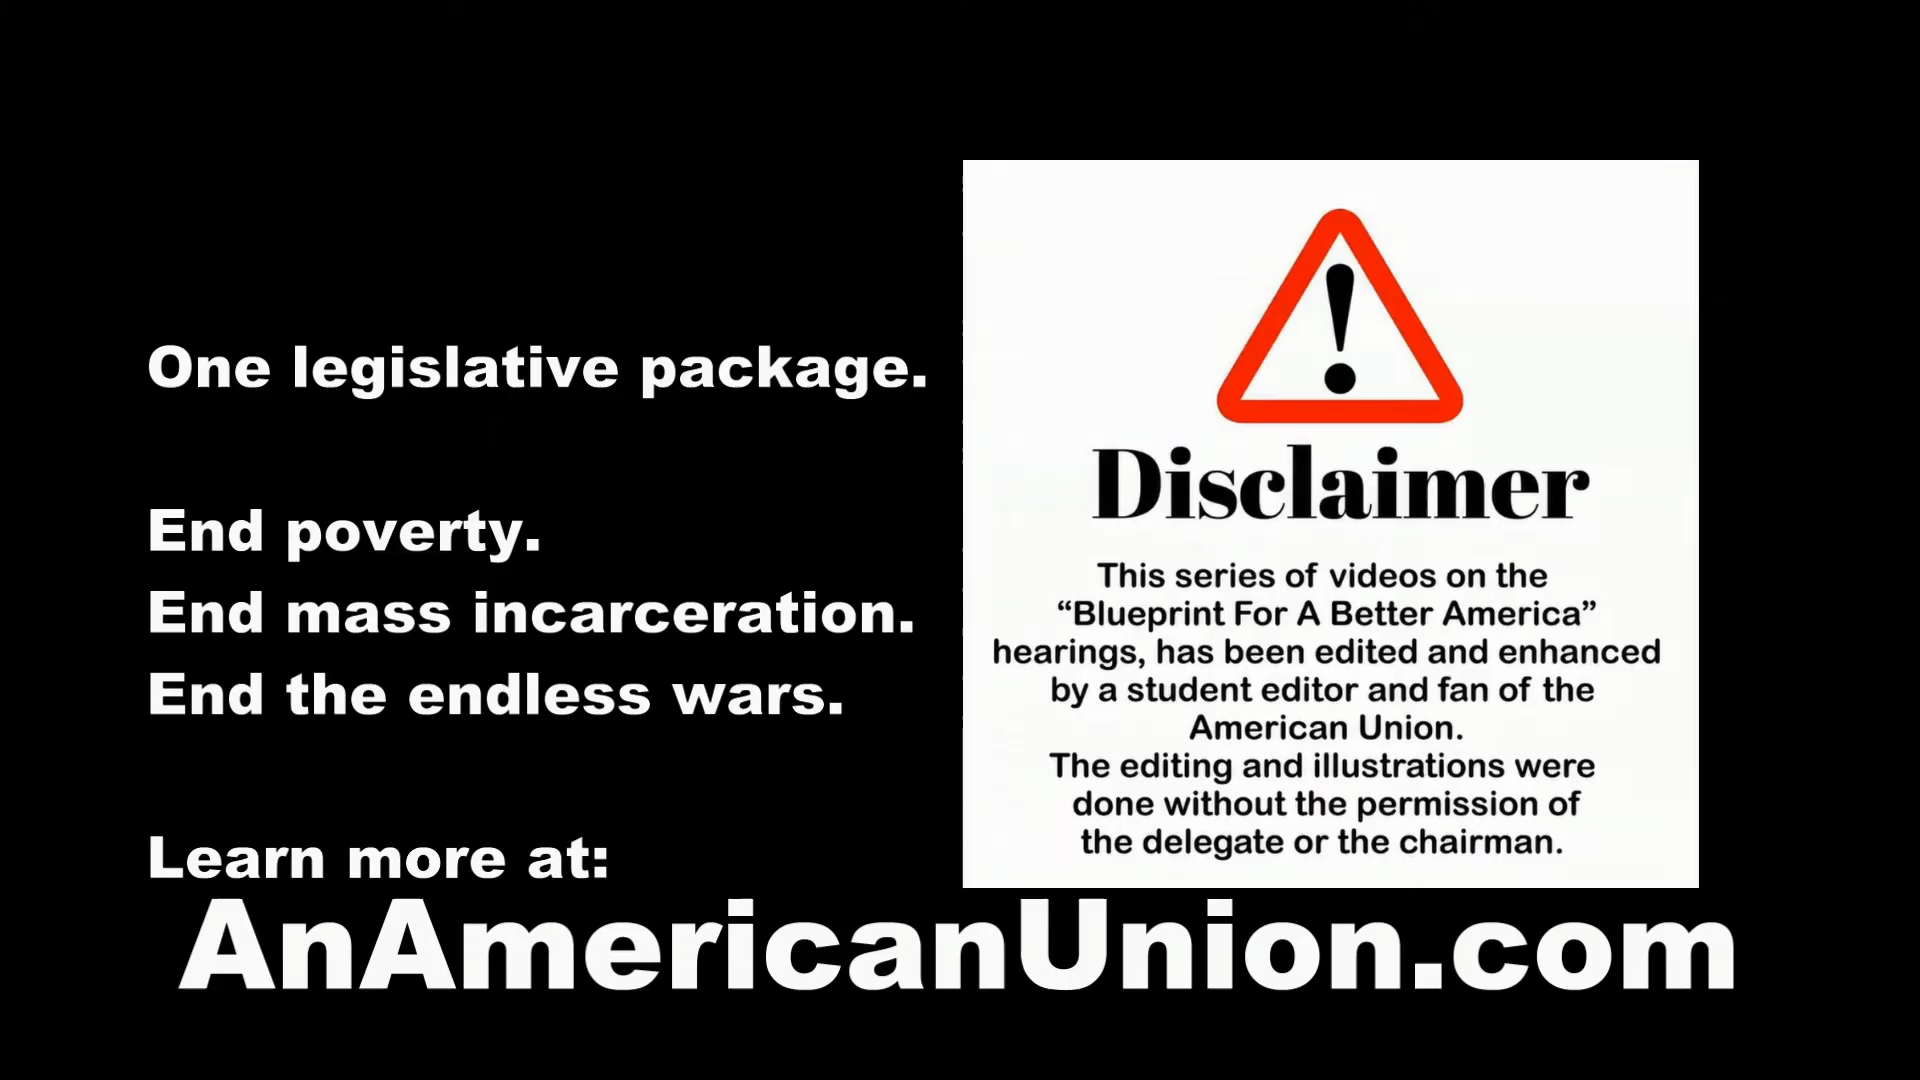 One legislative package.
End poverty.
End mass incarceration.
End the endless wars.
Learn more at:
AnAmericanUnion.com
Disclaimer
This series of videos on the
“Blueprint For A Better America”
hearings, has been edited and enhanced
by a student editor and fan of the
American Union.
The editing and illustrations were
done without the permission of
the delegate or the chairman.